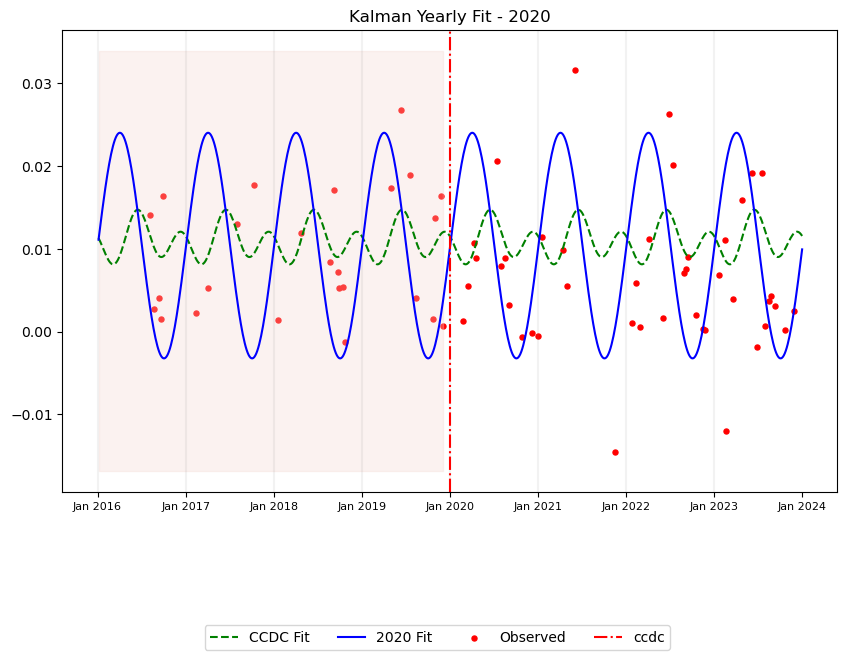 Kalman Yearly Fit - 2020
0.03
0.02
0.01
0.00
−0.01
Jan 2016 Jan 2017 Jan 2018 Jan 2019 Jan 2020 Jan 2021 Jan 2022 Jan 2023 Jan 2024
CCDC Fit 2020 Fit Observed ccdc